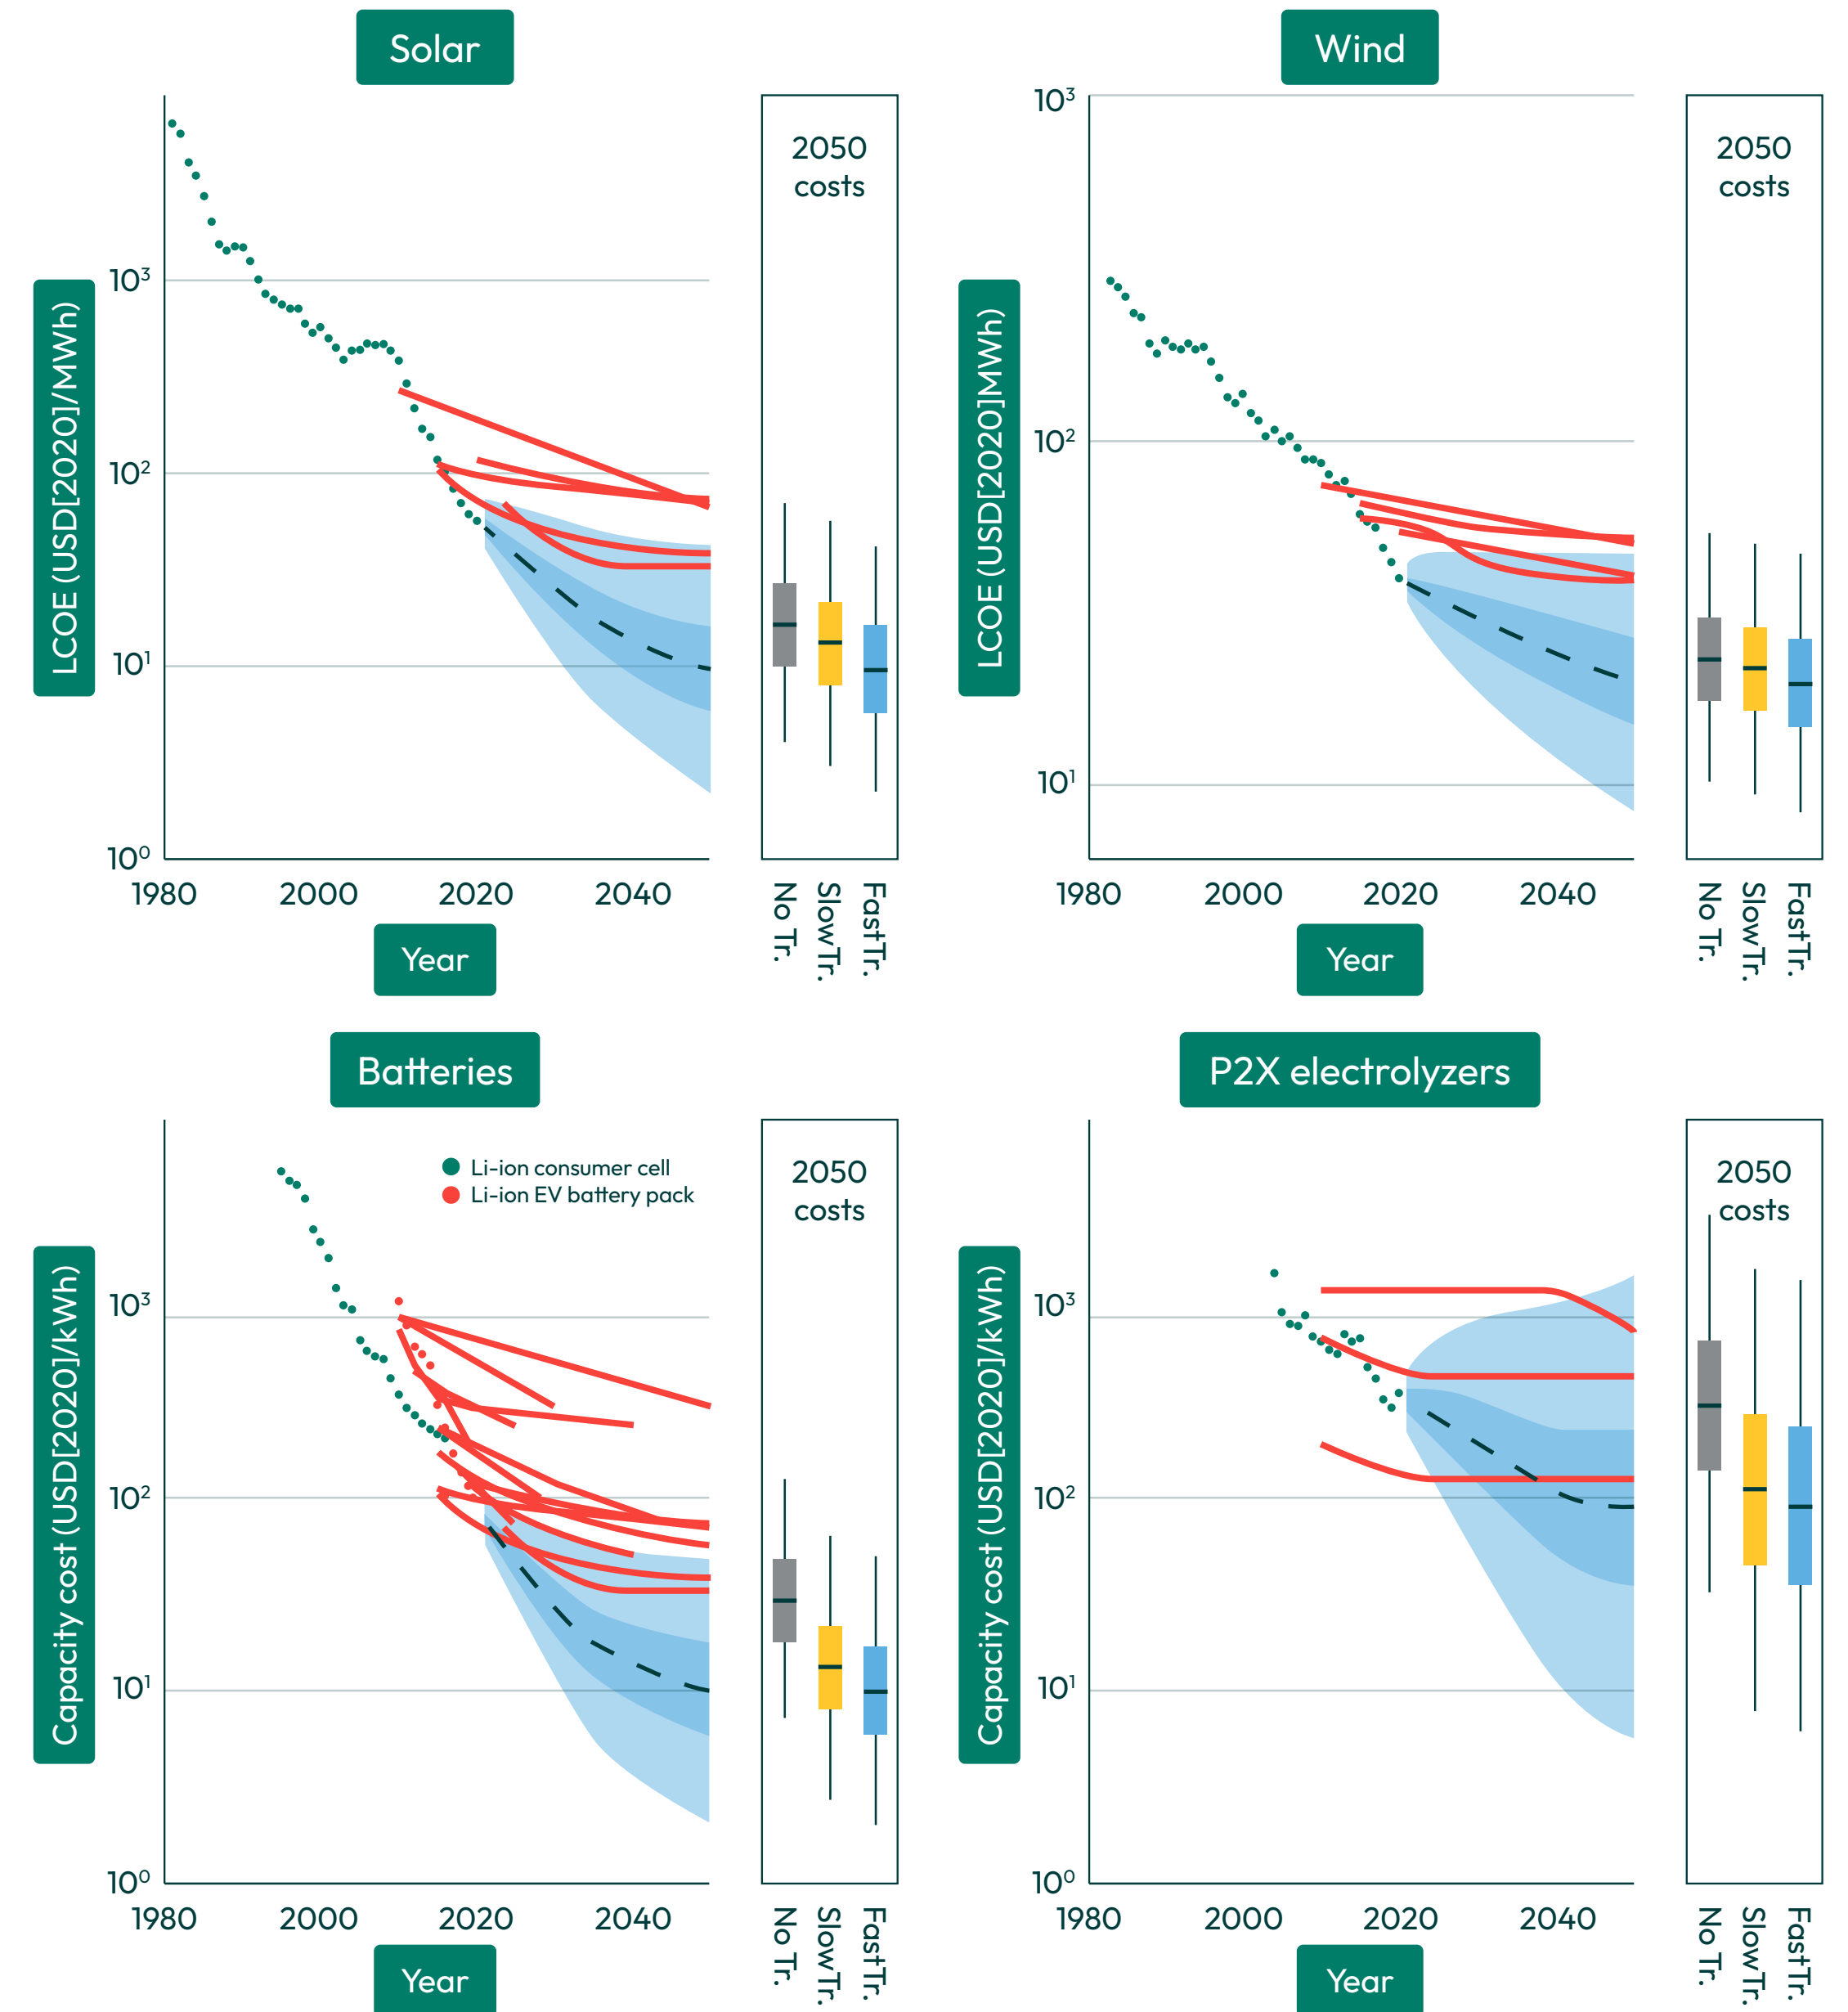 Solar
LCOE (USD[2020]/MWh)
10³
10²
10¹
10⁰
1980 2000 2020 2040
Year
2050
costs
No Tr.
Slow Tr.
Fast Tr.
Wind
LCOE (USD[2020]MWh)
10³
10²
10¹
1980 2000 2020 2040
Year
2050
costs
No Tr.
Slow Tr.
Fast Tr.
Batteries
Li-ion consumer cell
Li-ion EV battery pack
Capacity cost (USD[2020]/kWh)
10³
10²
10¹
10⁰
1980 2000 2020 2040
Year
2050
costs
No Tr.
Slow Tr.
Fast Tr.
P2X electrolyzers
Capacity cost (USD[2020]/kWh)
10³
10²
10¹
10⁰
1980 2000 2020 2040
Year
2050
costs
No Tr.
Slow Tr.
Fast Tr.